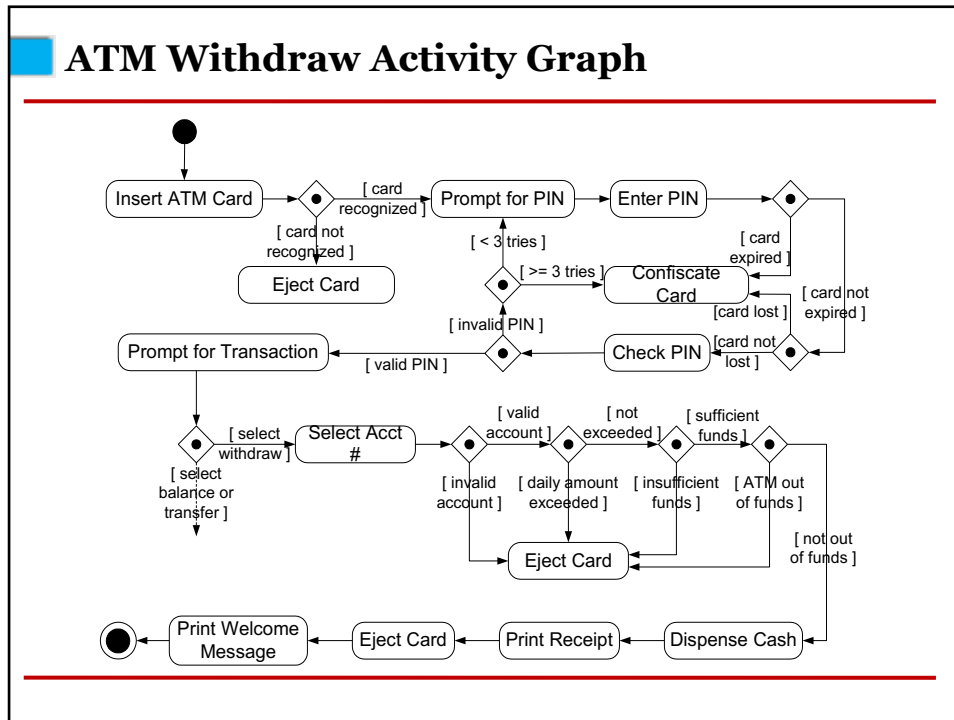 ATM Withdraw Activity Graph
Insert ATM Card
[ card
recognized ]
Prompt for PIN
Enter PIN
[ card not
recognized ]
[ < 3 tries ]
[ card
expired ]
Eject Card
[ >= 3 tries ]
Confiscate
Card
[ card not
expired ]
[card lost ]
[ invalid PIN ]
Prompt for Transaction
[ valid PIN ]
Check PIN
[card not
lost ]
[ select
withdraw ]
Select Acct
#
[ valid
account ]
[ not
exceeded ]
[ sufficient
funds ]
[ select
balance or
transfer ]
[ invalid
account ]
[ daily amount
exceeded ]
[ insufficient
funds ]
[ ATM out
of funds ]
[ not out
of funds ]
Eject Card
Print Welcome
Message
Eject Card
Print Receipt
Dispense Cash